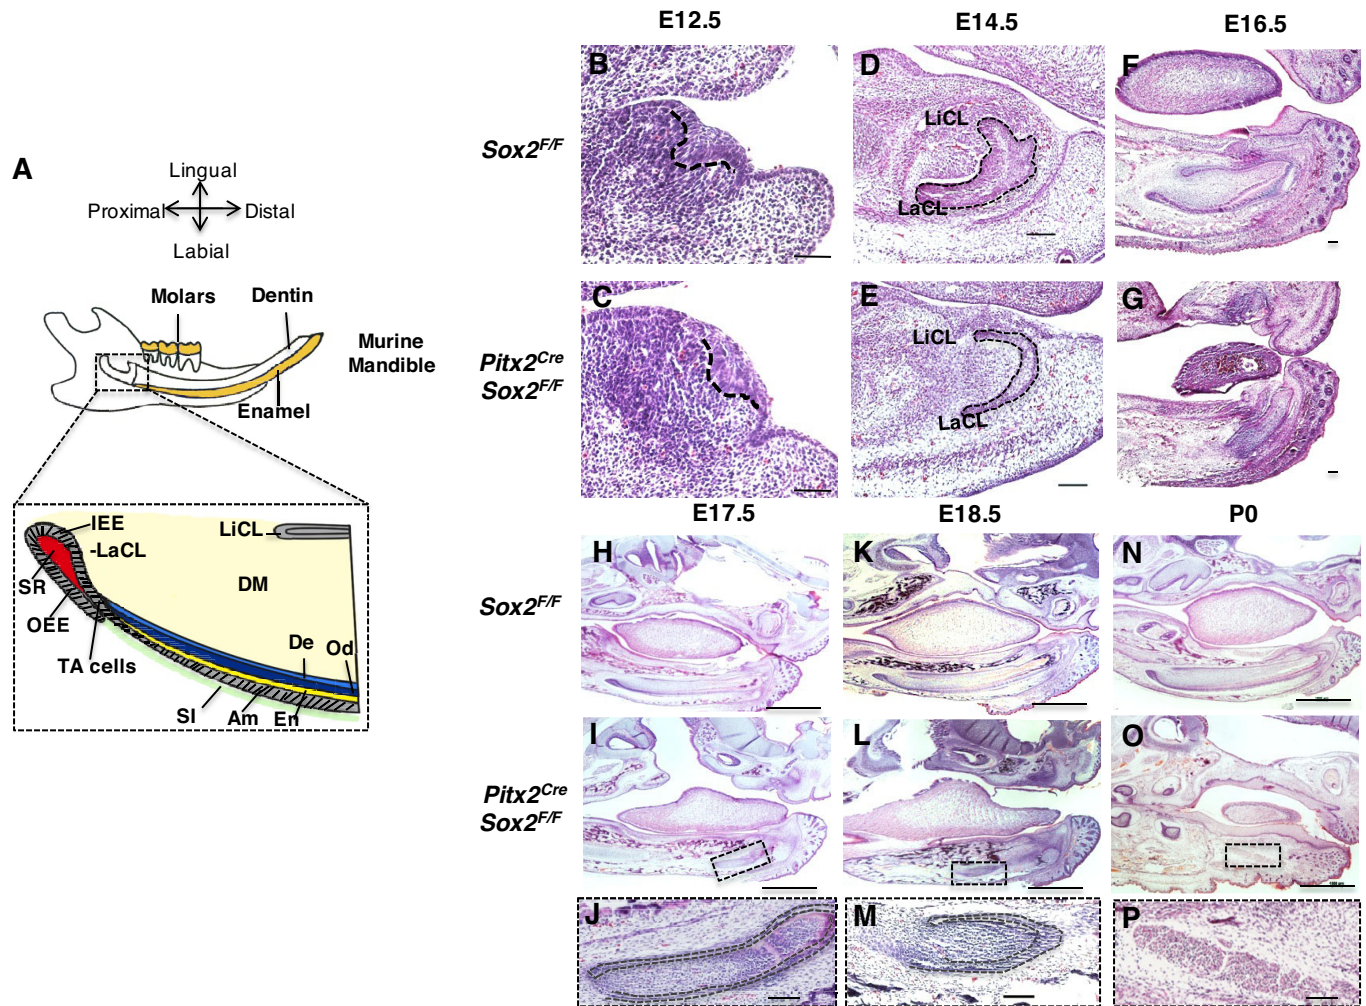 E12.5
E14.5
E16.5
Sox2F/F
B
D
LiCL
LaCL
F
A
Lingual
Proximal
Distal
Labial
Molars
Dentin
Murine
Mandible
Enamel
Pitx2Cre
Sox2F/F
C
E
LiCL
LaCL
G
IEE
-LaCL
LiCL
SR
DM
OEE
TA cells
De
Od
SI
Am
En
E17.5
E18.5
P0
Sox2F/F
H
K
N
Pitx2Cre
Sox2F/F
I
L
O
J
M
P